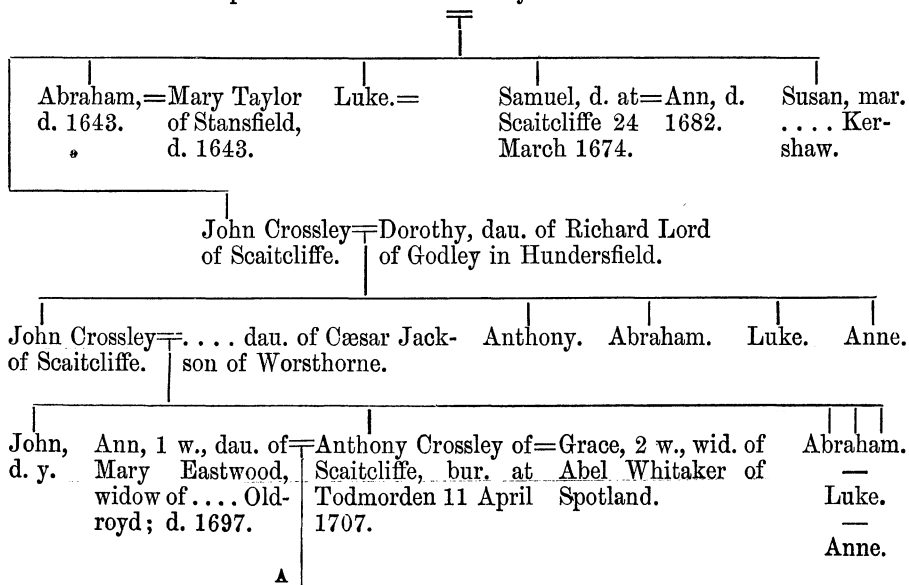 Abraham,=Mary Taylor
d. 1643. of Stansfield,
d. 1643.
Luke.=
Samuel, d. at=Ann, d.
Scaitcliffe 24 1682.
March 1674.
Susan, mar.
. . . . Ker-
shaw.
John Crossley=Dorothy, dau. of Richard Lord
of Scaitcliffe. of Godley in Hundersfield.
John Crossley=. . . . dau. of Cæsar Jack-
of Scaitcliffe. son of Worsthorne.
Anthony.
Abraham.
Luke.
Anne.
John,
d. y.
Ann, 1 w., dau. of=
Mary Eastwood,
widow of . . . . Old-
royd; d. 1697.
Anthony Crossley of=
Scaitcliffe, bur. at
Todmorden 11 April
1707.
Grace, 2 w., wid. of
Abel Whitaker of
Spotland.
Abraham.
—
Luke.
—
Anne.
A